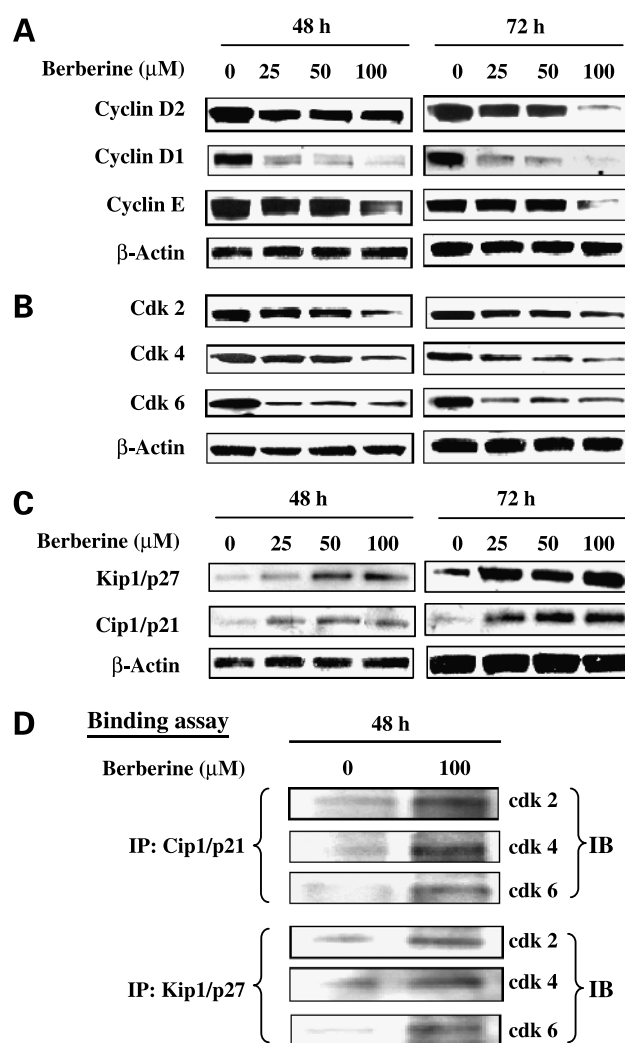 A
48 h 72 h
Berberine (μM) 0 25 50 100 0 25 50 100
Cyclin D2
Cyclin D1
Cyclin E
β-Actin
B
Cdk 2
Cdk 4
Cdk 6
β-Actin
C
48 h 72 h
Berberine (μM) 0 25 50 100 0 25 50 100
Kip1/p27
Cip1/p21
β-Actin
D Binding assay
48 h
Berberine (μM) 0 100
cdk 2
IP: Cip1/p21 cdk 4 IB
cdk 6
cdk 2
IP: Kip1/p27 cdk 4 IB
cdk 6